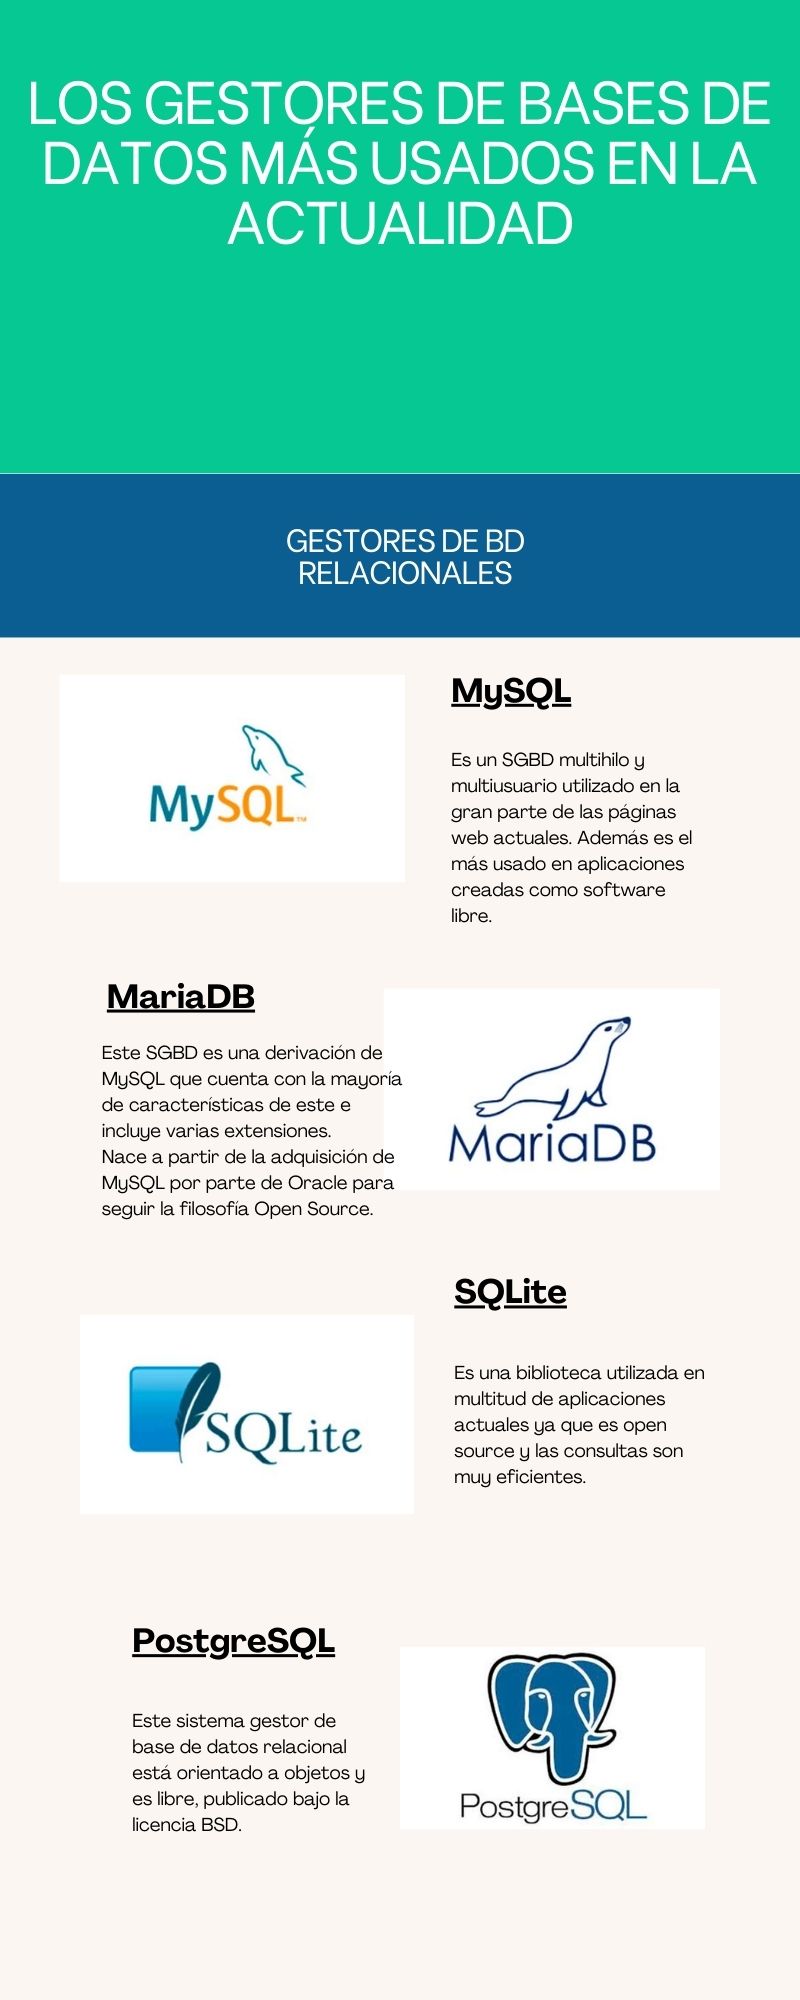 LOS GESTORES DE BASES DE
DATOS MÁS USADOS EN LA
ACTUALIDAD
GESTORES DE BD
RELACIONALES
MySQL™
MySQL
Es un SGBD multihilo y
multiusuario utilizado en la
gran parte de las páginas
web actuales. Además es el
más usado en aplicaciones
creadas como software
libre.
MariaDB
Este SGBD es una derivación de
MySQL que cuenta con la mayoría
de características de este e
incluye varias extensiones.
Nace a partir de la adquisición de
MySQL por parte de Oracle para
seguir la filosofía Open Source.
MariaDB
SQLite
SQLite
Es una biblioteca utilizada en
multitud de aplicaciones
actuales ya que es open
source y las consultas son
muy eficientes.
PostgreSQL
Este sistema gestor de
base de datos relacional
está orientado a objetos y
es libre, publicado bajo la
licencia BSD.
PostgreSQL